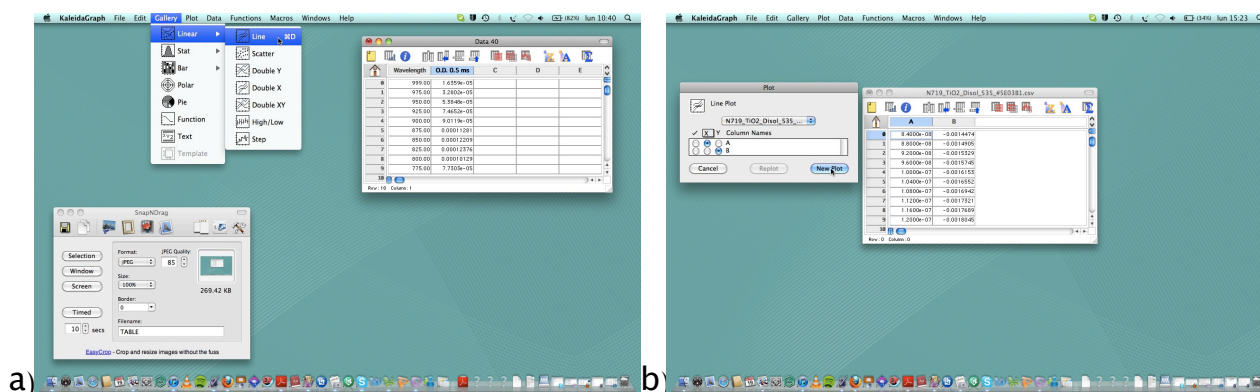 KaleidaGraph File Edit Gallery Plot Data Functions Macros Windows Help
(82%) lun 10:40
Linear
Stat
Bar
Polar
Pie
Function
Text
Template
Line ⌘D
Scatter
Double Y
Double X
Double XY
High/Low
Step
Data 40
Wavelength O.D. 0.5 ms C D E
0 999.00 1.6359e-05
1 975.00 3.2802e-05
2 950.00 5.3848e-05
3 925.00 7.4652e-05
4 900.00 9.0119e-05
5 875.00 0.00011281
6 850.00 0.00012209
7 825.00 0.00012376
8 800.00 0.00010129
9 775.00 7.7303e-05
10
Row: 10 Column: 1
SnapNDrag
Selection
Window
Screen
Timed
10 secs
Format:
JPEG
JPEG Quality:
85
Size:
100%
Border:
0
Filename:
TABLE
269.42 KB
EasyCrop - Crop and resize images without the fuss
a)
KaleidaGraph File Edit Gallery Plot Data Functions Macros Windows Help
(34%) lun 15:23
Plot
Line Plot
N719_TiO2_Disol_535_...
X Y Column Names
A
B
Cancel Replot New Plot
N719_TiO2_Disol_535_#5E03B1.csv
A B
0 8.4000e-08 -0.0014474
1 8.8000e-08 -0.0014905
2 9.2000e-08 -0.0015329
3 9.6000e-08 -0.0015745
4 1.0000e-07 -0.0016153
5 1.0400e-07 -0.0016552
6 1.0800e-07 -0.0016942
7 1.1200e-07 -0.0017321
8 1.1600e-07 -0.0017689
9 1.2000e-07 -0.0018045
10
Row: 0 Column: 0
b)